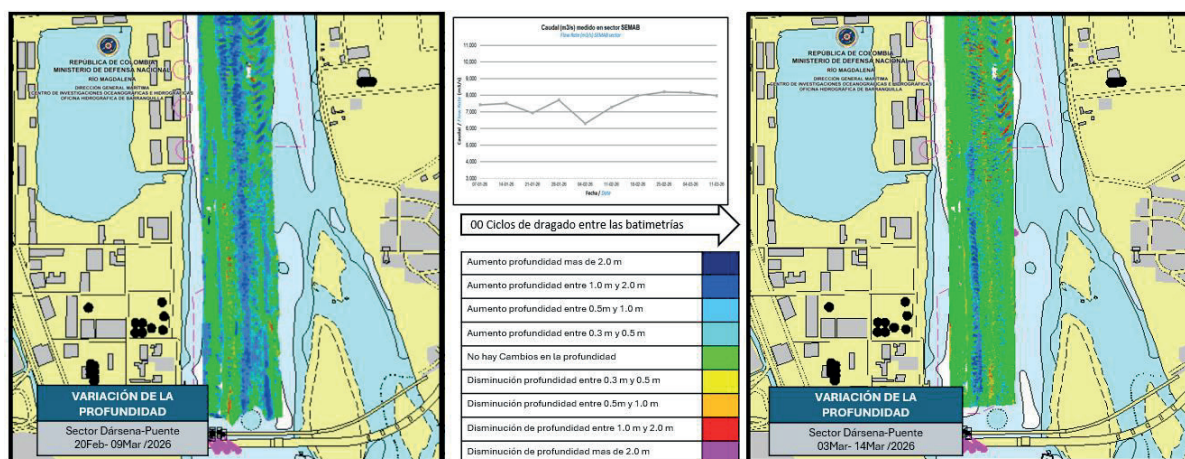 REPÚBLICA DE COLOMBIA
MINISTERIO DE DEFENSA NACIONAL
RÍO MAGDALENA
DIRECCIÓN GENERAL MARÍTIMA
CENTRO DE INVESTIGACIONES OCEANOGRÁFICAS E HIDROGRÁFICAS
OFICINA HIDROGRÁFICA DE BARRANQUILLA
VARIACIÓN DE LA
PROFUNDIDAD
Sector Dársena-Puente
20Feb- 09Mar /2026
Caudal (m3/s) medido en sector SEMAB
Flow Rate (m3/s) SEMAB sector
11,000
10,000
9,000
8,000
7,000
6,000
5,000
4,000
3,000
Fecha / Date
00 Ciclos de dragado entre las batimetrías
Aumento profundidad mas de 2.0 m
Aumento profundidad entre 1.0 m y 2.0 m
Aumento profundidad entre 0.5m y 1.0 m
Aumento profundidad entre 0.3 m y 0.5 m
No hay Cambios en la profundidad
Disminución profundidad entre 0.3 m y 0.5 m
Disminución profundidad entre 0.5m y 1.0 m
Disminución de profundidad entre 1.0 m y 2.0 m
Disminución de profundidad mas de 2.0 m
REPÚBLICA DE COLOMBIA
MINISTERIO DE DEFENSA NACIONAL
RÍO MAGDALENA
DIRECCIÓN GENERAL MARÍTIMA
CENTRO DE INVESTIGACIONES OCEANOGRÁFICAS E HIDROGRÁFICAS
OFICINA HIDROGRÁFICA DE BARRANQUILLA
VARIACIÓN DE LA
PROFUNDIDAD
Sector Dársena-Puente
03Mar- 14Mar /2026